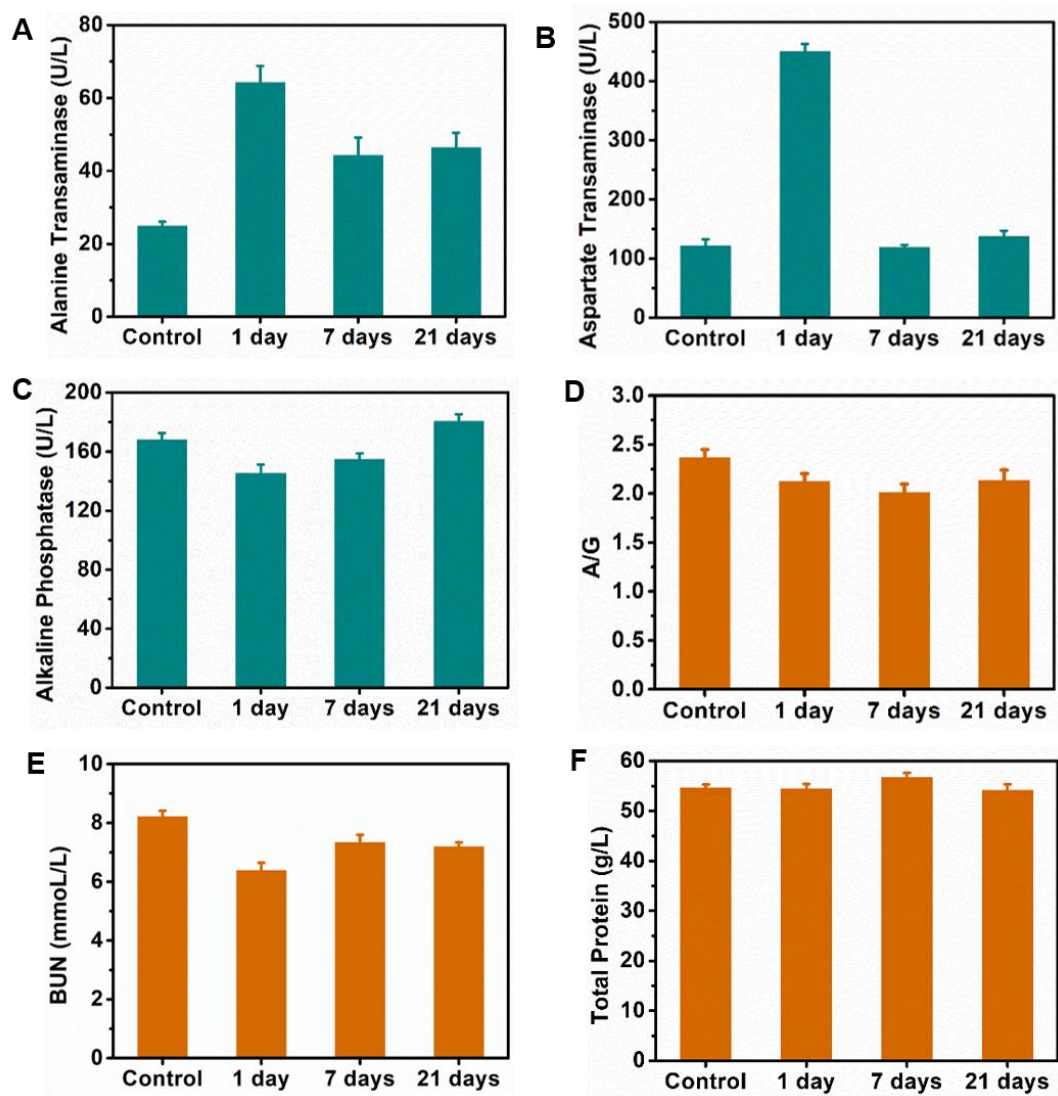 A
Alanine Transaminase (U/L)
80
60
40
20
0
Control 1 day 7 days 21 days
B
Aspartate Transaminase (U/L)
500
400
300
200
100
0
Control 1 day 7 days 21 days
C
Alkaline Phosphatase (U/L)
200
160
120
80
40
0
Control 1 day 7 days 21 days
D
A/G
3.0
2.5
2.0
1.5
1.0
0.5
0.0
Control 1 day 7 days 21 days
E
BUN (mmoL/L)
10
8
6
4
2
0
Control 1 day 7 days 21 days
F
Total Protein (g/L)
60
50
40
30
20
10
0
Control 1 day 7 days 21 days